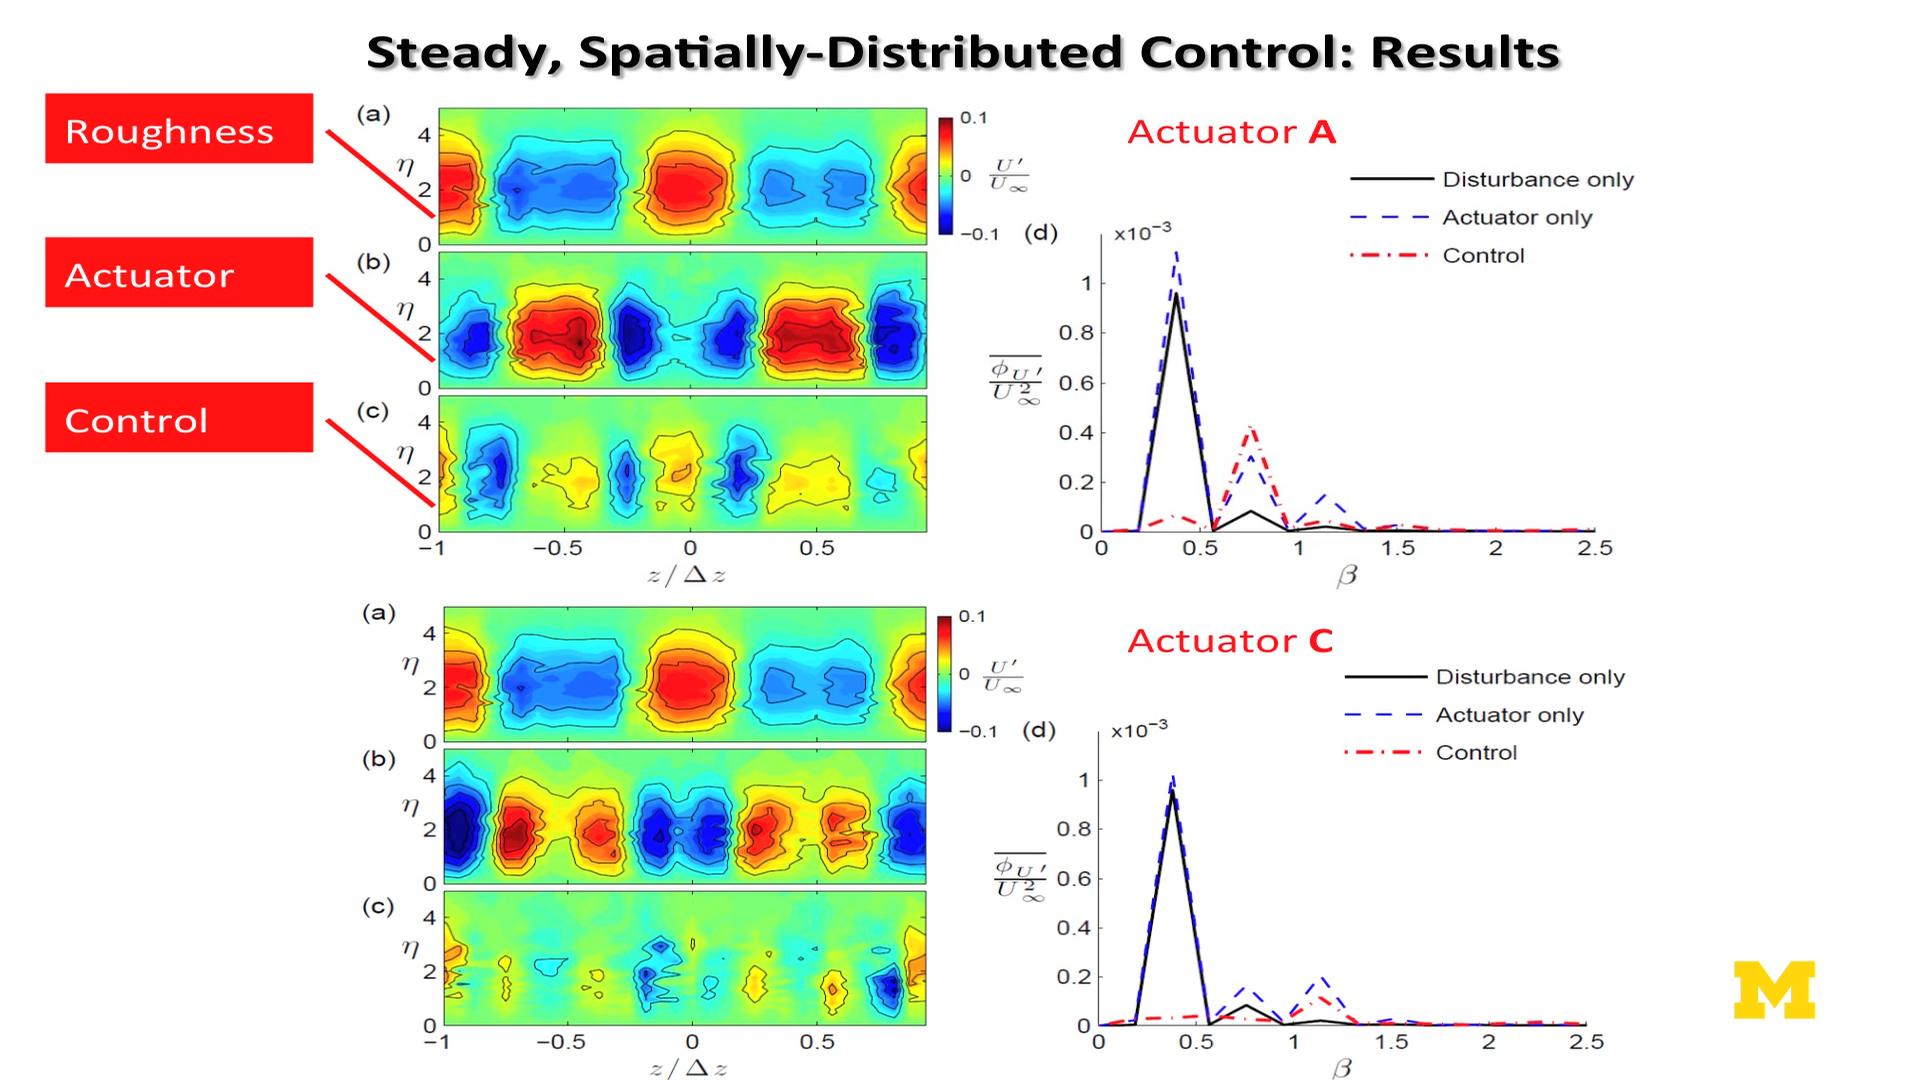 Steady, Spatially-Distributed Control: Results
Roughness
Actuator
Control
(a)
η
4
2
0
0.1
0
−0.1
U′
U∞
(b)
η
4
2
0
(c)
η
4
2
0
−1
−0.5
0
0.5
z/Δz
Actuator A
Disturbance only
Actuator only
Control
(d)
x10−3
1
0.8
0.6
0.4
0.2
0
ϕU′
U2∞
0
0.5
1
1.5
2
2.5
β
(a)
η
4
2
0
0.1
0
−0.1
U′
U∞
(b)
η
4
2
0
(c)
η
4
2
0
−1
−0.5
0
0.5
z/Δz
Actuator C
Disturbance only
Actuator only
Control
(d)
x10−3
1
0.8
0.6
0.4
0.2
0
ϕU′
U2∞
0
0.5
1
1.5
2
2.5
β
M